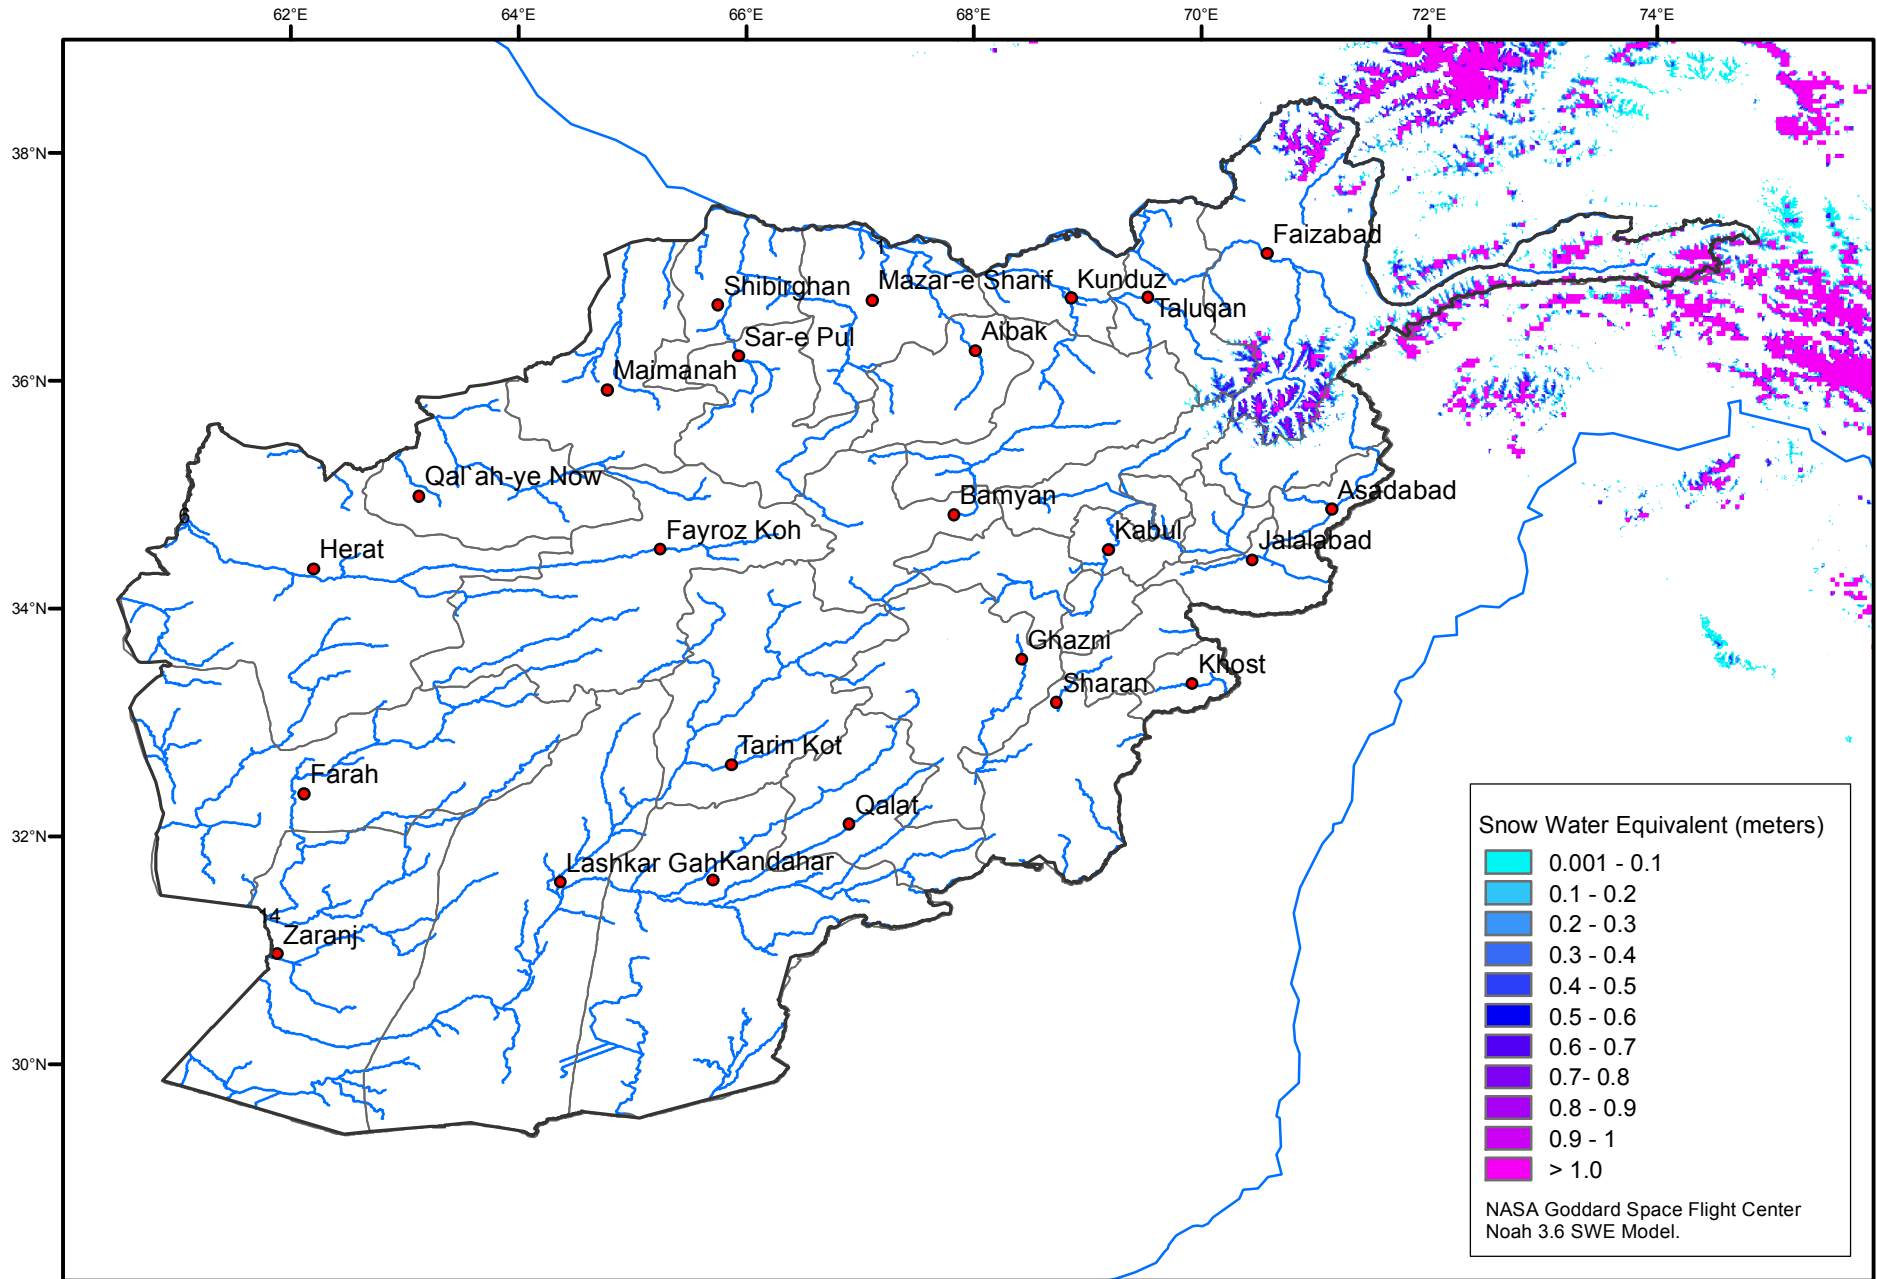 62°E 64°E 66°E 68°E 70°E 72°E 74°E
38°N
Faizabad
Shibirghan
Mazar-e Sharif
Kunduz
Taluqan
Sar-e Pul
Aibak
36°N
Maimanah
Qal`ah-ye Now
Bamyan
Asadabad
6
Fayroz Koh
Kabul
Herat
Jalalabad
34°N
Ghazni
Khost
Sharan
Tarin Kot
Farah
Qalat
32°N
Lashkar Gah
Kandahar
14
Zaranj
30°N
Snow Water Equivalent (meters)
0.001 - 0.1
0.1 - 0.2
0.2 - 0.3
0.3 - 0.4
0.4 - 0.5
0.5 - 0.6
0.6 - 0.7
0.7- 0.8
0.8 - 0.9
0.9 - 1
> 1.0
NASA Goddard Space Flight Center
Noah 3.6 SWE Model.